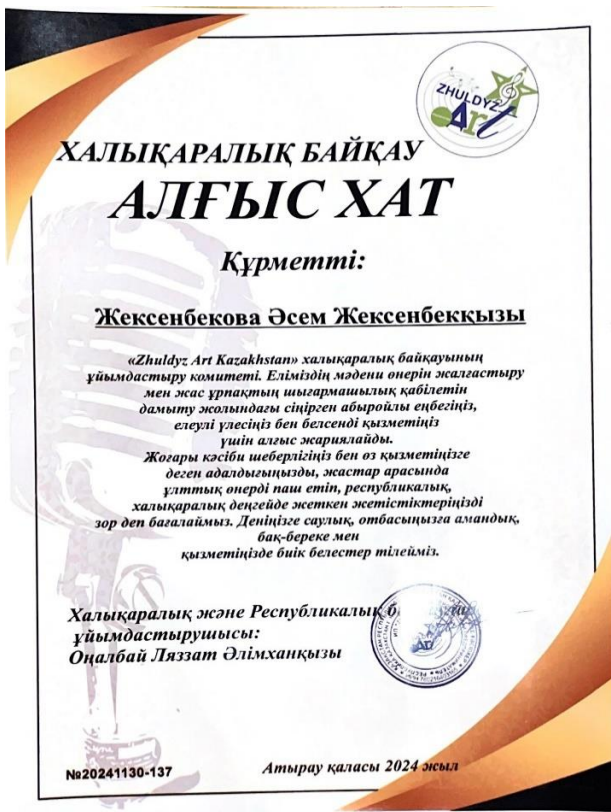 ZHULDYZ
Art
ХАЛЫҚАРАЛЫҚ БАЙҚАУ
АЛҒЫС ХАТ
Құрметті:
Жексенбекова Әсем Жексенбекқызы
«Zhuldyz Art Kazakhstan» халықаралық байқауының
ұйымдастыру комитеті. Еліміздің мәдени өнерін жалғастыру
мен жас ұрпақтың шығармашылық қабілетін
дамыту жолындағы сіңірген абыройлы еңбегіңіз,
елеулі үлесіңіз бен белсенді қызметіңіз
үшін алғыс жариялайды.
Жоғары кәсіби шеберлігіңіз бен өз қызметіңізге
деген адалдығыңызды, жастар арасында
ұлттық өнерді паш етіп, республикалық,
халықаралық деңгейде жеткен жетістіктеріңізді
зор деп бағалаймыз. Деніңізге саулық, отбасыңызға амандық,
бақ-береке мен
қызметіңізде биік белестер тілейміз.
Халықаралық және Республикалық
ұйымдастырушысы:
Оңалбай Ляззат Әлімханқызы
№20241130-137
Атырау қаласы 2024 жыл